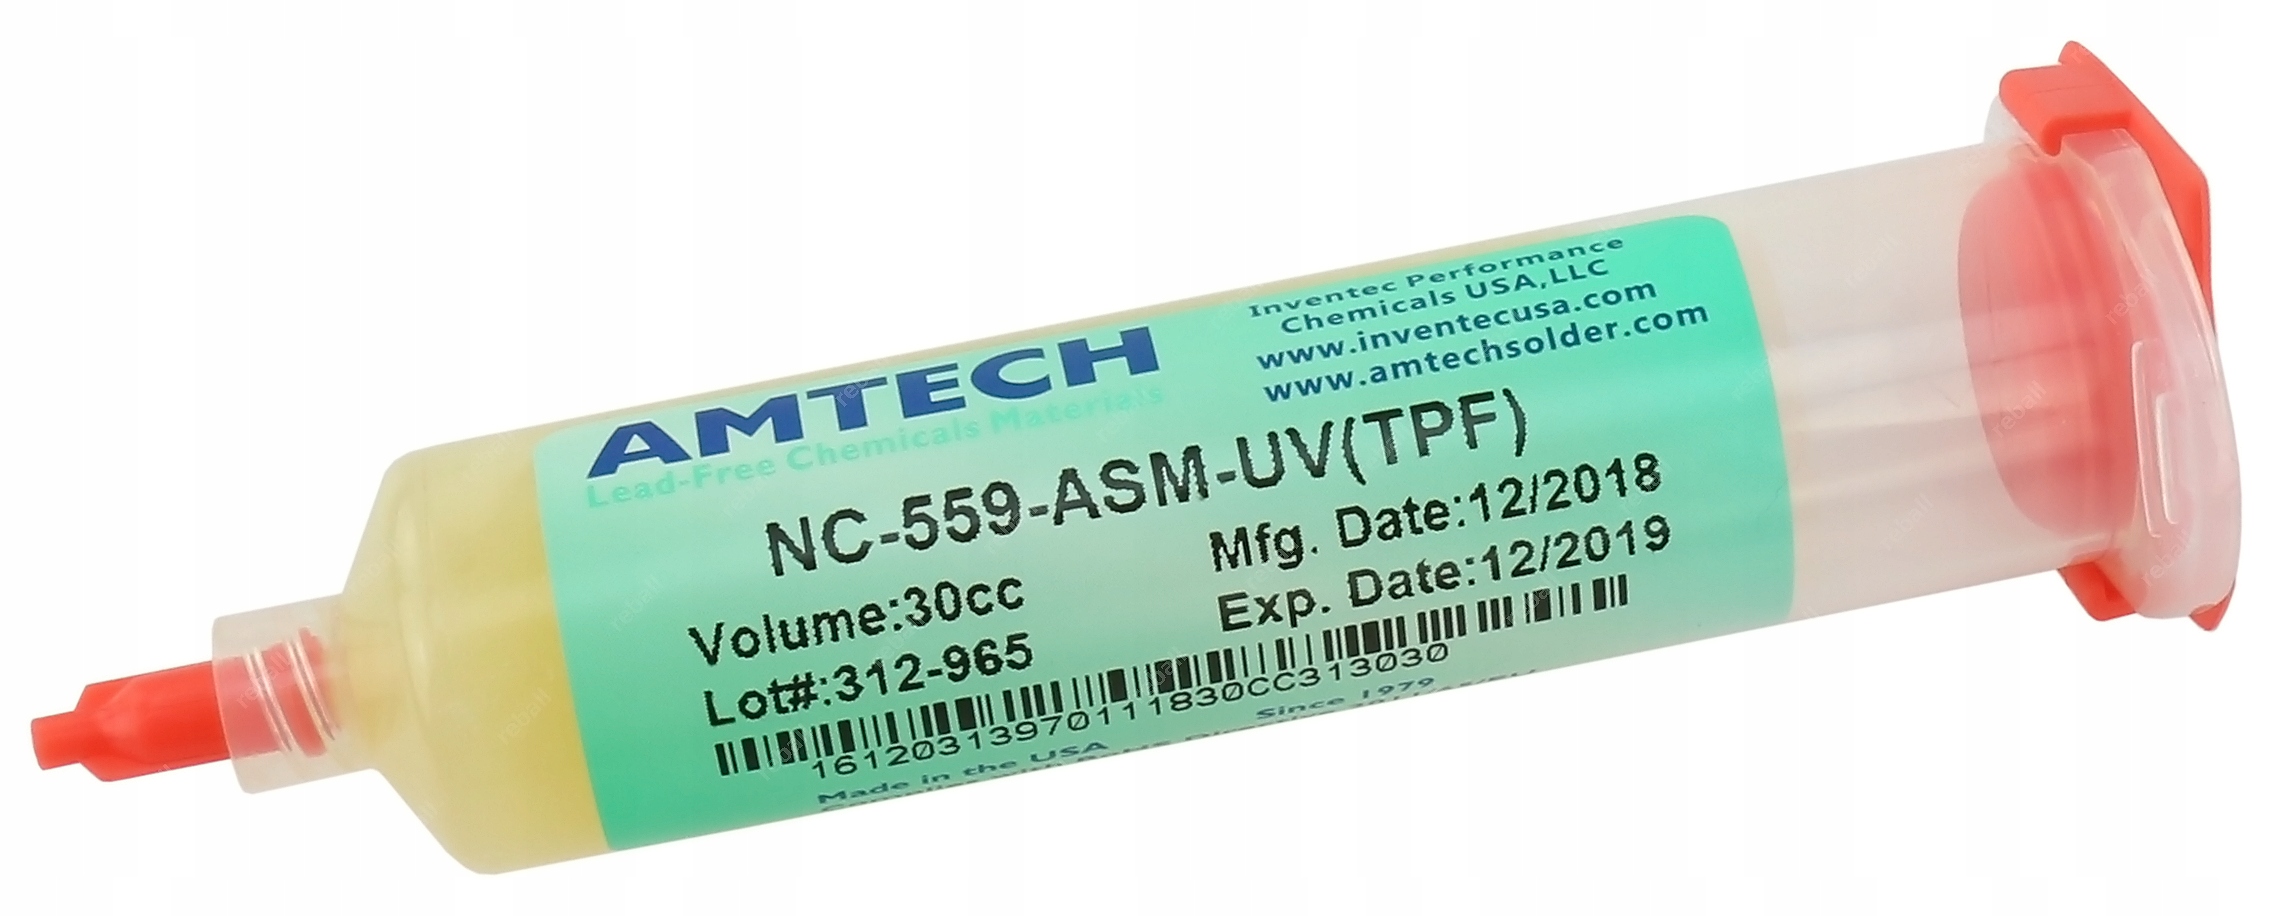 Inventec Performance
Chemicals USA,LLC
www.inventecusa.com
www.amtechsolder.com
AMTECH
Lead-Free Chemicals Materials
NC-559-ASM-UV(TPF)
Volume:30cc
Mfg. Date:12/2018
Lot#:312-965
Exp. Date:12/2019
16120313970111830CC313030
Made in the USA
Since 1979
reball